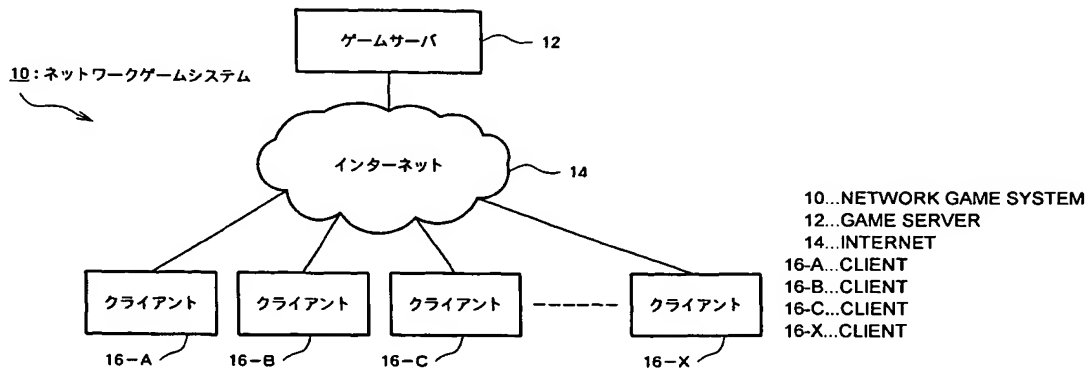 ゲームサーバ
12
10:ネットワークゲームシステム
インターネット
14
クライアント
クライアント
クライアント
クライアント
16-A
16-B
16-C
16-X
10...NETWORK GAME SYSTEM
12...GAME SERVER
14...INTERNET
16-A...CLIENT
16-B...CLIENT
16-C...CLIENT
16-X...CLIENT